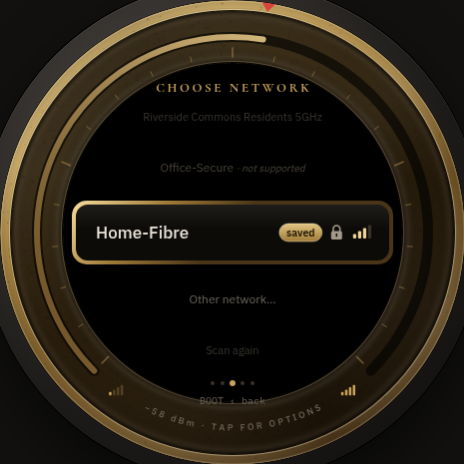 CHOOSE NETWORK
Riverside Commons Residents 5GHz
Office-Secure · not supported
Home-Fibre saved
Other network...
Scan again
BOOT : back
−58 dBm · TAP FOR OPTIONS